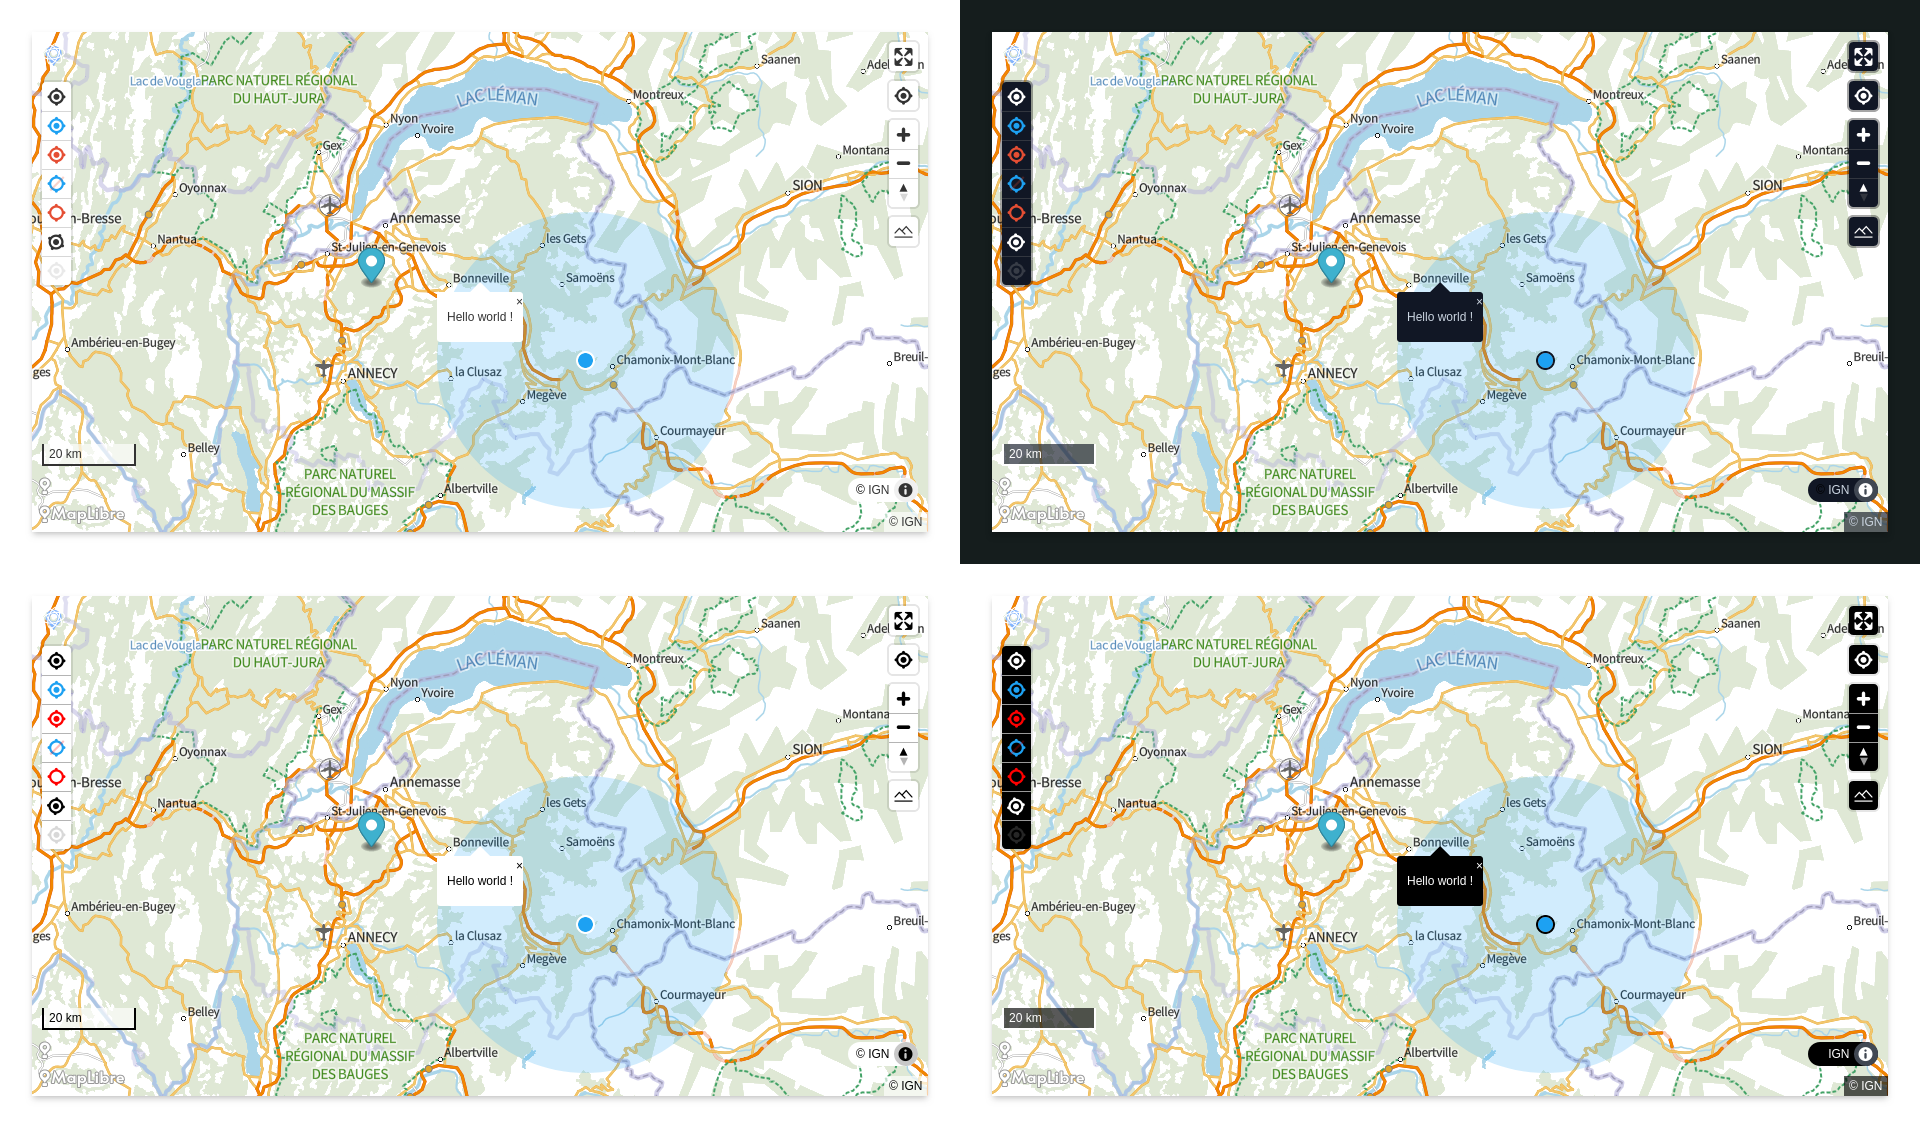 Lac de Vougla
PARC NATUREL RÉGIONAL
DU HAUT-JURA
LAC LÉMAN
Saanen
Montreux
Nyon
Yvoire
Gex
Montana
Oyonnax
SION
n-Bresse
Annemasse
Nantua
St-Julien-en-Genevois
les Gets
Bonneville
Samoëns
×
Hello world !
Ambérieu-en-Bugey
Chamonix-Mont-Blanc
Breuil-
ges
ANNECY
la Clusaz
Megève
Courmayeur
Belley
20 km
PARC NATUREL
RÉGIONAL DU MASSIF
DES BAUGES
Albertville
© IGN
MapLibre
© IGN
Lac de Vougla
PARC NATUREL RÉGIONAL
DU HAUT-JURA
LAC LÉMAN
Saanen
Montreux
Nyon
Yvoire
Gex
Montana
Oyonnax
SION
n-Bresse
Annemasse
Nantua
St-Julien-en-Genevois
les Gets
Bonneville
Samoëns
×
Hello world !
Ambérieu-en-Bugey
Chamonix-Mont-Blanc
Breuil-
ges
ANNECY
la Clusaz
Megève
Courmayeur
Belley
20 km
PARC NATUREL
RÉGIONAL DU MASSIF
DES BAUGES
Albertville
IGN
MapLibre
© IGN
Lac de Vougla
PARC NATUREL RÉGIONAL
DU HAUT-JURA
LAC LÉMAN
Saanen
Montreux
Nyon
Yvoire
Gex
Montana
Oyonnax
SION
n-Bresse
Annemasse
Nantua
St-Julien-en-Genevois
les Gets
Bonneville
Samoëns
×
Hello world !
Ambérieu-en-Bugey
Chamonix-Mont-Blanc
Breuil-
ges
ANNECY
la Clusaz
Megève
Courmayeur
Belley
20 km
PARC NATUREL
RÉGIONAL DU MASSIF
DES BAUGES
Albertville
© IGN
MapLibre
© IGN
Lac de Vougla
PARC NATUREL RÉGIONAL
DU HAUT-JURA
LAC LÉMAN
Saanen
Montreux
Nyon
Yvoire
Gex
Montana
Oyonnax
SION
n-Bresse
Annemasse
Nantua
St-Julien-en-Genevois
les Gets
Bonneville
Samoëns
×
Hello world !
Ambérieu-en-Bugey
Chamonix-Mont-Blanc
Breuil-
ges
ANNECY
la Clusaz
Megève
Courmayeur
Belley
20 km
PARC NATUREL
RÉGIONAL DU MASSIF
DES BAUGES
Albertville
IGN
MapLibre
© IGN